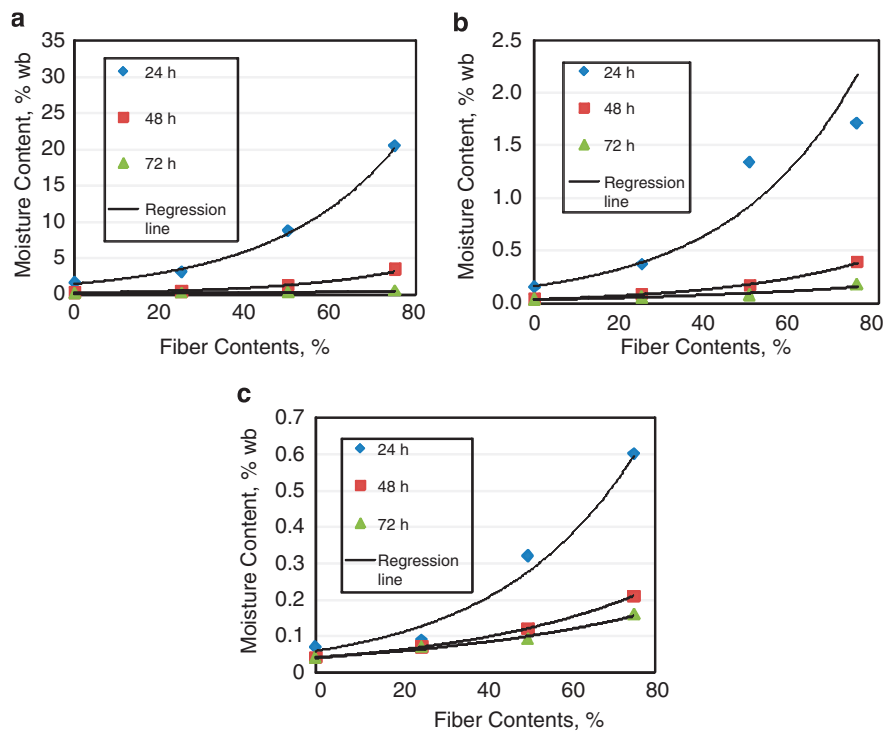 a
35
30
25
20
15
10
5
0
Moisture Content, % wb
24 h
48 h
72 h
Regression
line
0 20 40 60 80
Fiber Contents, %
b
2.5
2.0
1.5
1.0
0.5
0.0
Moisture Content, % wb
24 h
48 h
72 h
Regression
line
0 20 40 60 80
Fiber Contents, %
c
0.7
0.6
0.5
0.4
0.3
0.2
0.1
0
Moisture Content, % wb
24 h
48 h
72 h
Regression
line
0 20 40 60 80
Fiber Contents, %